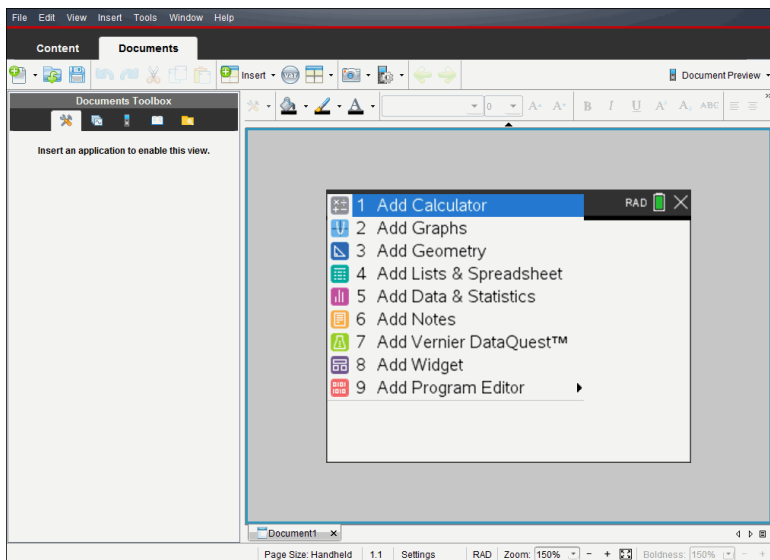 File Edit View Insert Tools Window Help
Content Documents
Insert Document Preview
Documents Toolbox
0 A- A+ B I U A' A, ABC
Insert an application to enable this view.
RAD
1 Add Calculator
2 Add Graphs
3 Add Geometry
4 Add Lists & Spreadsheet
5 Add Data & Statistics
6 Add Notes
7 Add Vernier DataQuest™
8 Add Widget
9 Add Program Editor
Document1
Page Size: Handheld 1.1 Settings RAD Zoom: 150% - + Boldness: 150% - +